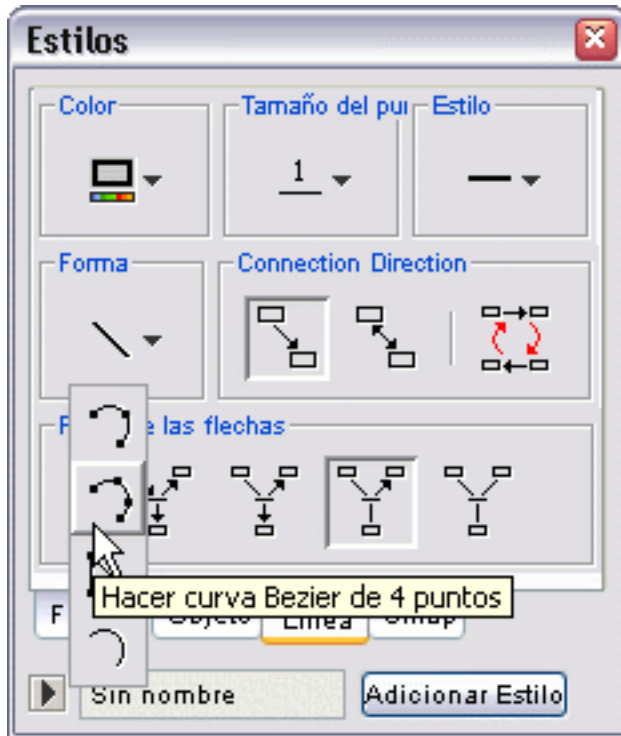 Estilos
Color
Tamaño del pu
Estilo
1
Forma
Connection Direction
las flechas
Hacer curva Bezier de 4 puntos
Objeto
Línea
Cmap
Sin nombre
Adicionar Estilo